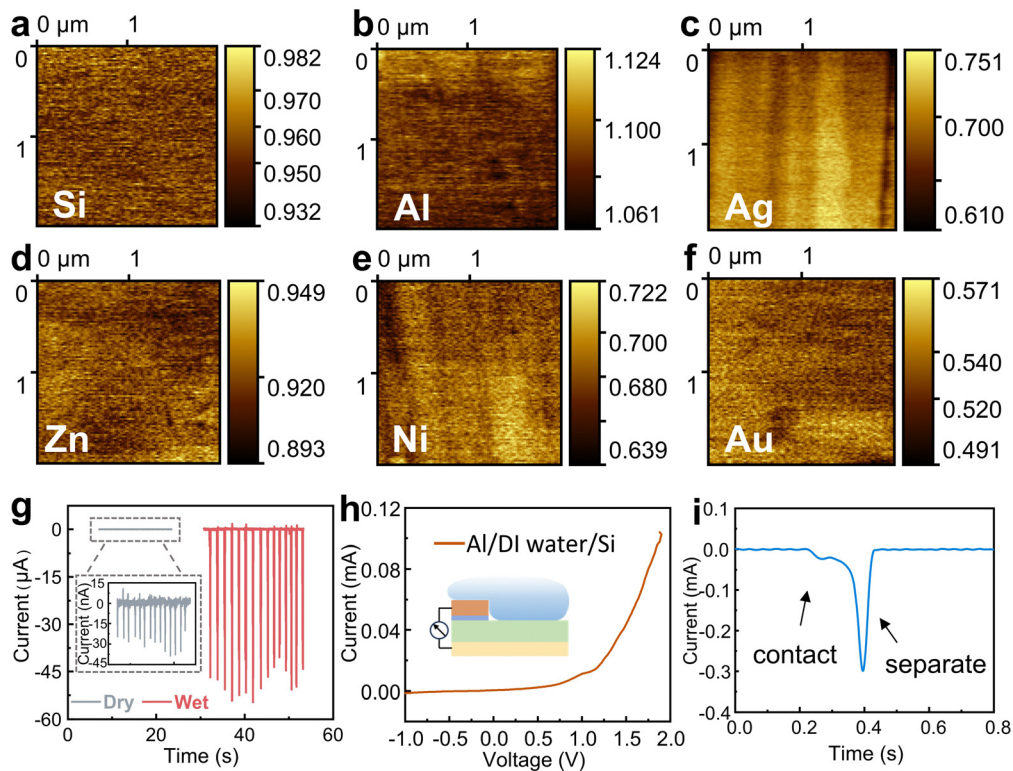 a
0 μm 1
0
1
Si
0.982
0.970
0.960
0.950
0.932
b
0 μm 1
0
1
Al
1.124
1.100
1.061
c
0 μm 1
0
1
Ag
0.751
0.700
0.610
d
0 μm 1
0
1
Zn
0.949
0.920
0.893
e
0 μm 1
0
1
Ni
0.722
0.700
0.680
0.639
f
0 μm 1
0
1
Au
0.571
0.540
0.520
0.491
g
Current (μA)
0
-15
-30
-45
-60
Current (nA)
15
0
-15
-30
-45
Dry Wet
0 20 40 60
Time (s)
h
Current (mA)
0.12
0.08
0.04
0.00
Al/DI water/Si
-1.0 -0.5 0.0 0.5 1.0 1.5 2.0
Voltage (V)
i
Current (mA)
0.1
0.0
-0.1
-0.2
-0.3
-0.4
contact
separate
0.0 0.2 0.4 0.6 0.8
Time (s)